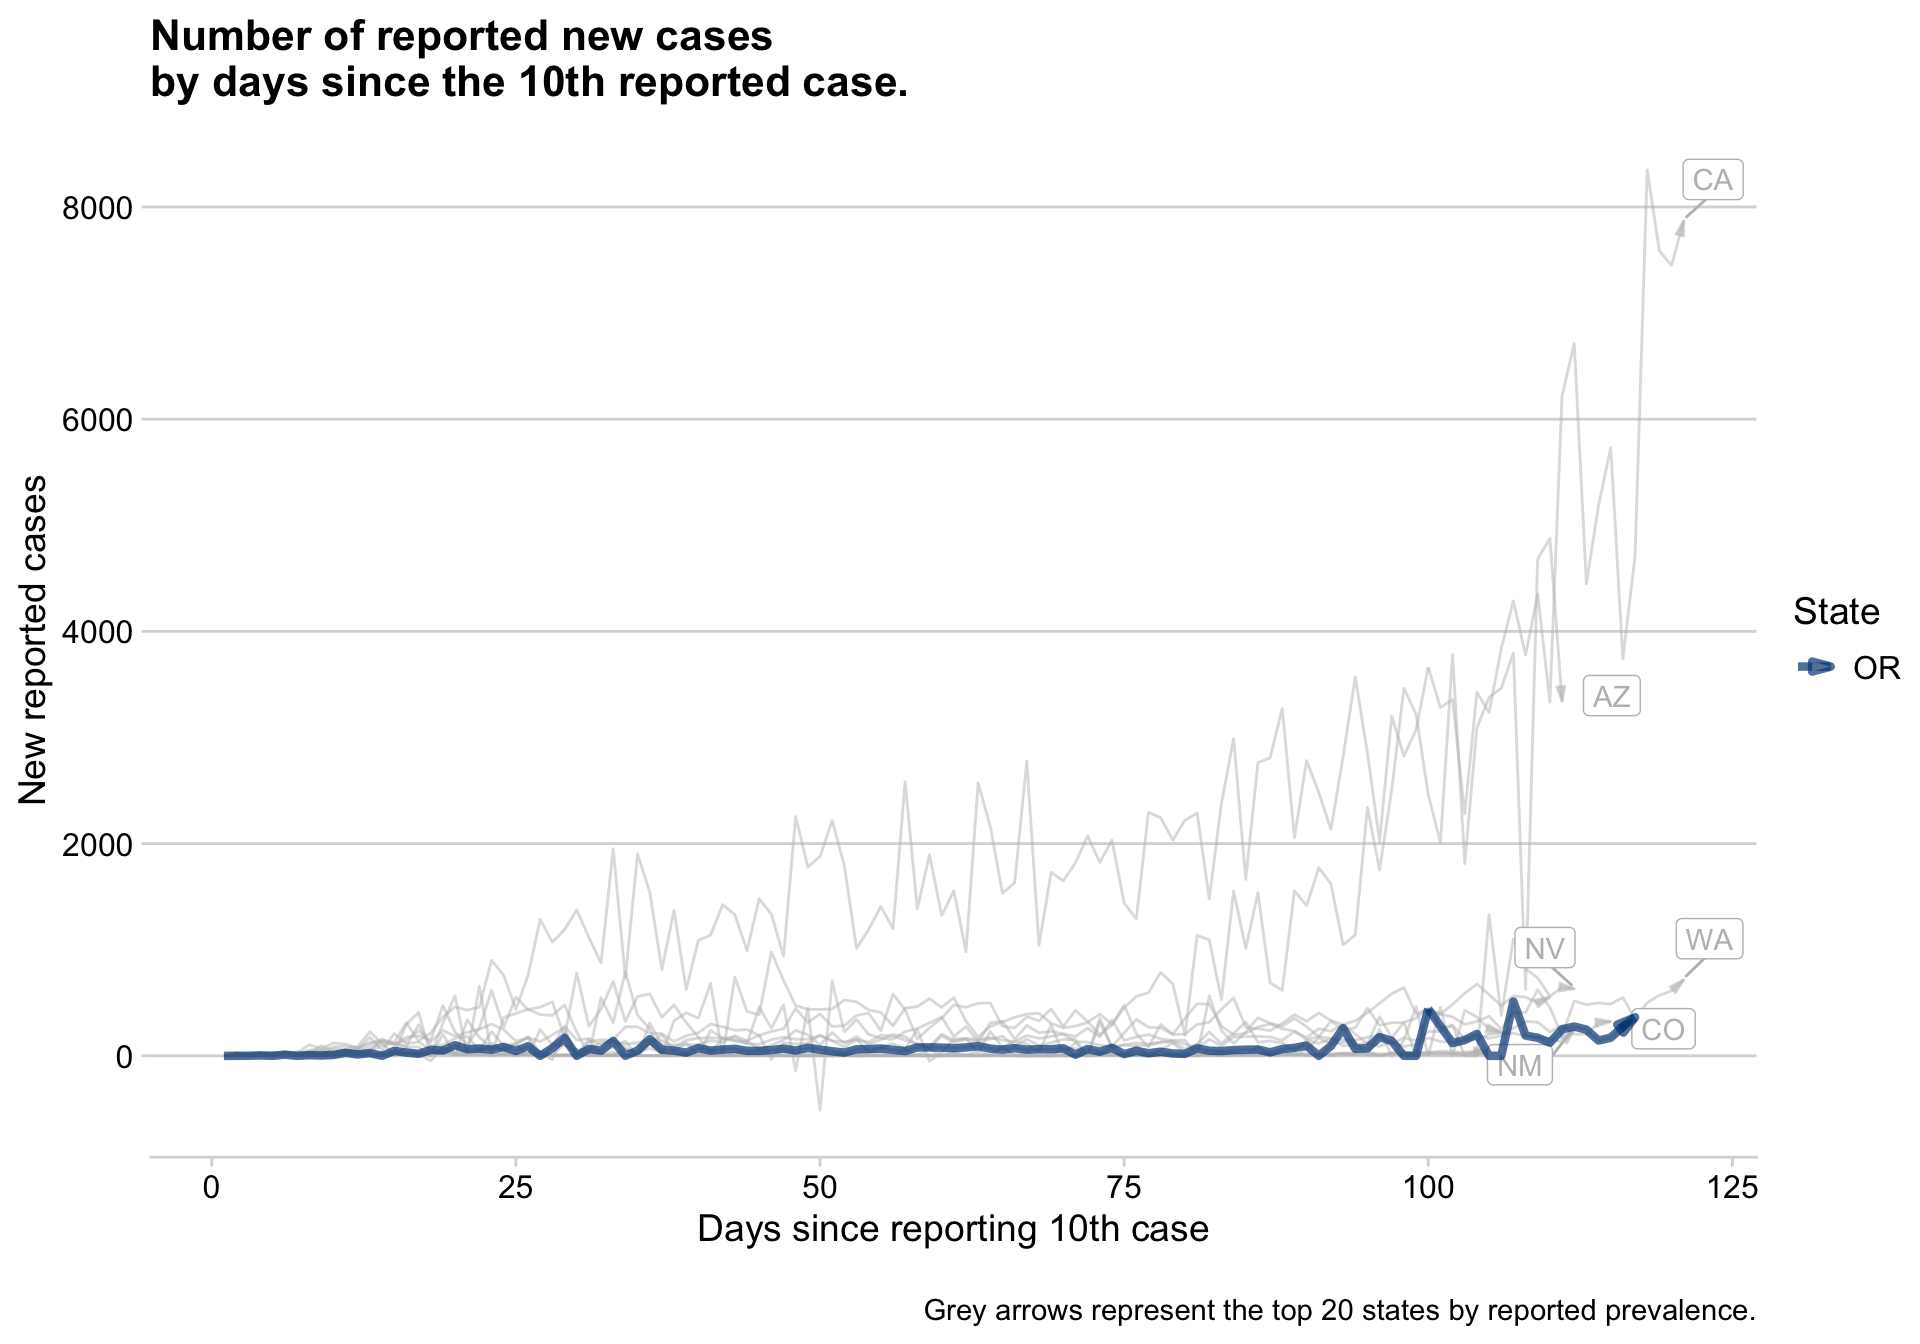 Number of reported new cases
by days since the 10th reported case.
New reported cases
8000
6000
4000
2000
0
CA
AZ
NV
WA
CO
NM
State
OR
0
25
50
75
100
125
Days since reporting 10th case
Grey arrows represent the top 20 states by reported prevalence.